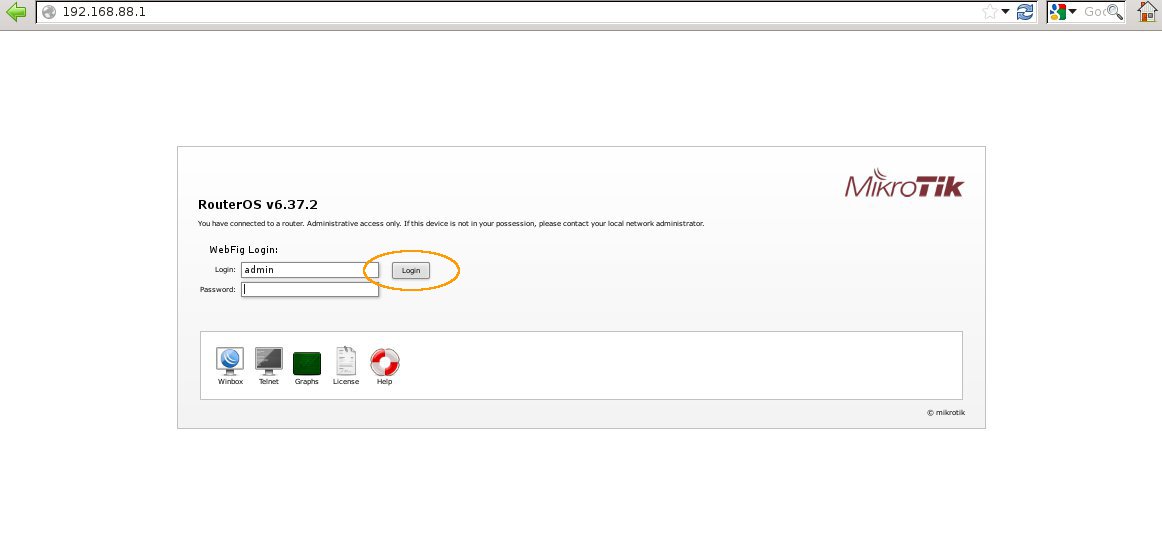 192.168.88.1
MikroTik
RouterOS v6.37.2
You have connected to a router. Administrative access only. If this device is not in your possession, please contact your local network administrator.
WebFig Login:
Login: admin Login
Password:
Winbox Telnet Graphs License Help
© mikrotik